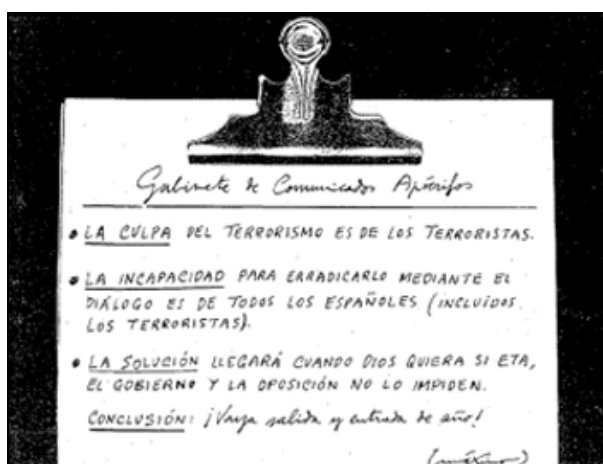 Gabinete de Comunicados Apócrifos
• LA CULPA DEL TERRORISMO ES DE LOS TERRORISTAS.
• LA INCAPACIDAD PARA ERRADICARLO MEDIANTE EL
DIÁLOGO ES DE TODOS LOS ESPAÑOLES (INCLUÍDOS
LOS TERRORISTAS).
• LA SOLUCIÓN LLEGARÁ CUANDO DIOS QUIERA SI ETA,
EL GOBIERNO Y LA OPOSICIÓN NO LO IMPIDEN.
CONCLUSIÓN: ¡Vaya salida y entrada de año!
(máximo)